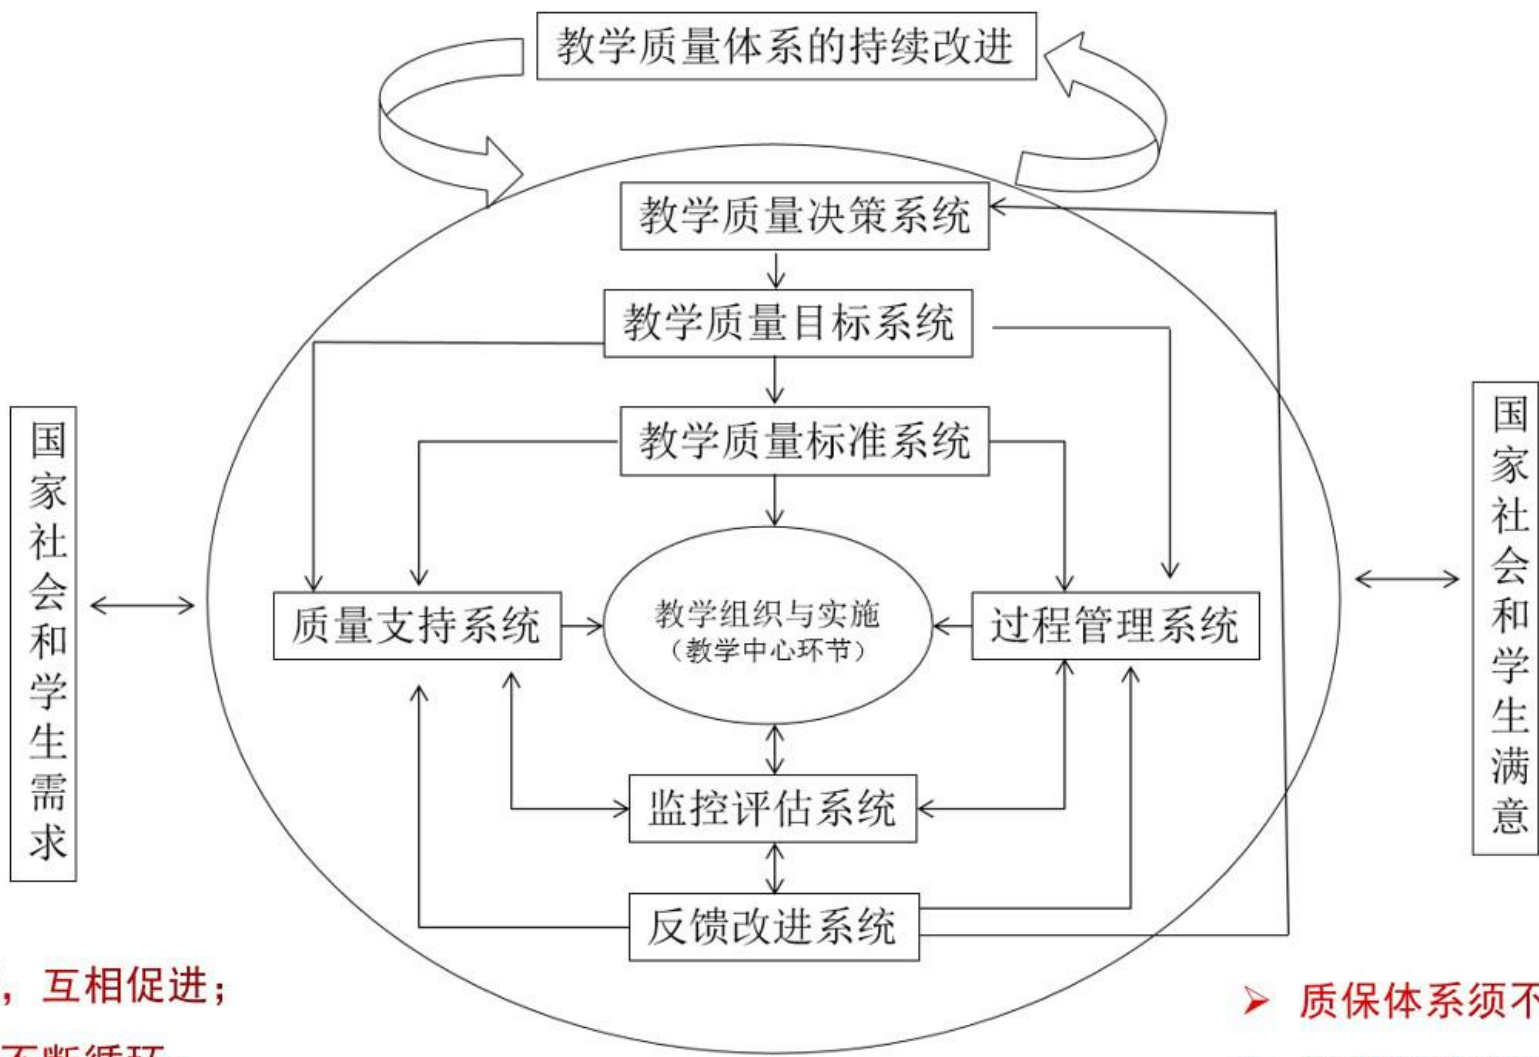 教学质量体系的持续改进
教学质量决策系统
教学质量目标系统
教学质量标准系统
国家社会和学生需求
质量支持系统
教学组织与实施
（教学中心环节）
过程管理系统
国家社会和学生满意
监控评估系统
反馈改进系统
，互相促进；
不断循环
质保体系须不